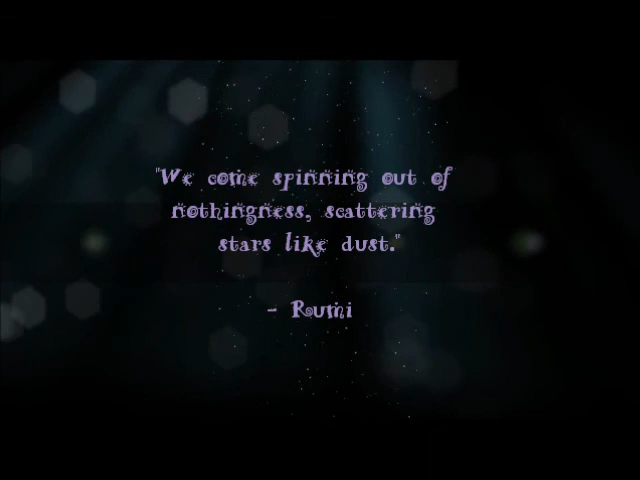 "We come spinning out of
nothingness, scattering
stars like dust."
- Rumi